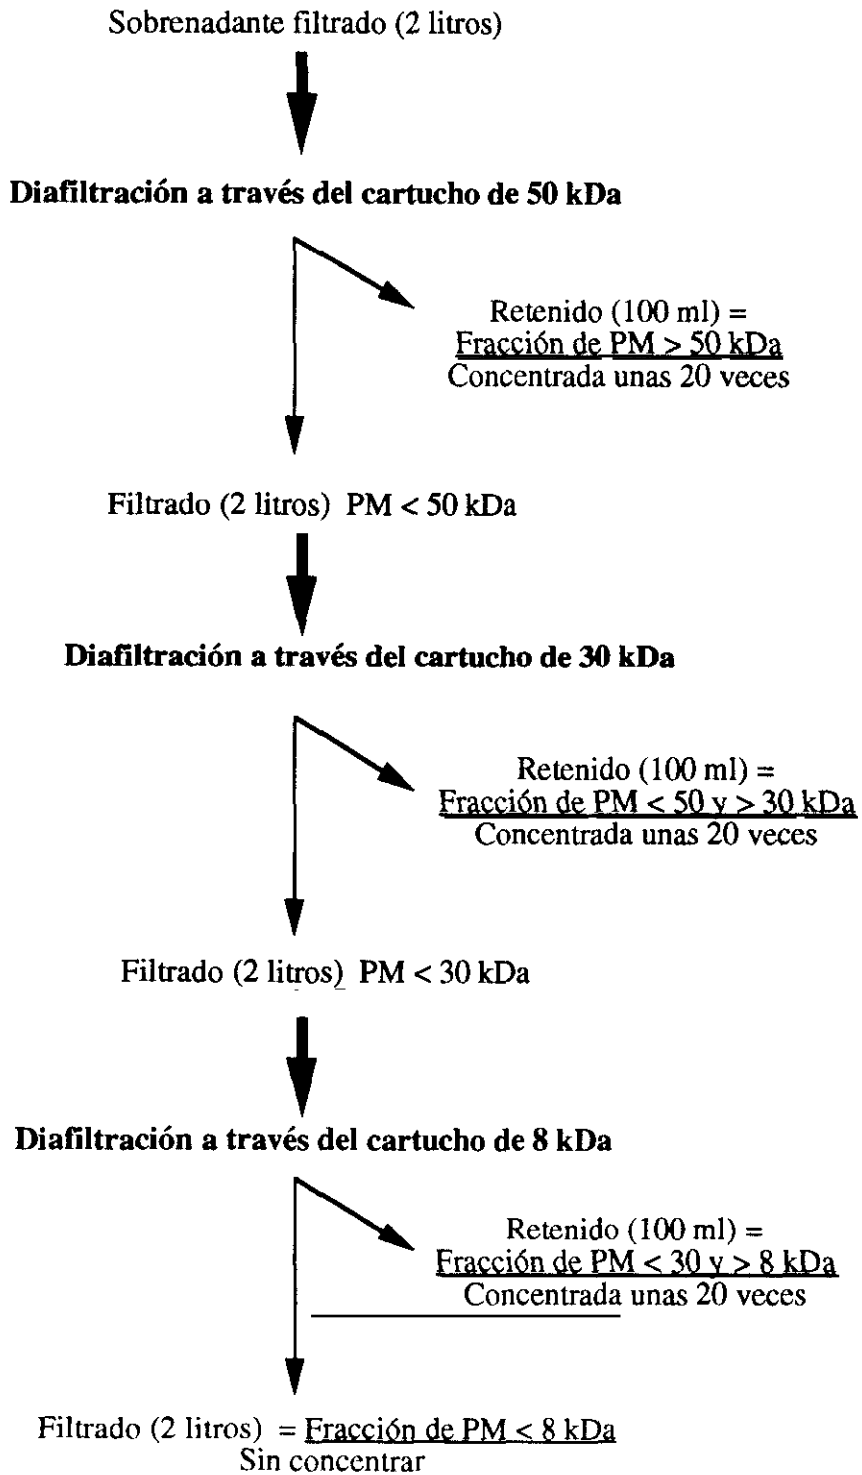 Sobrenadante filtrado (2 litros)
Diafiltración a través del cartucho de 50 kDa
Retenido (100 ml) =
Fracción de PM > 50 kDa
Concentrada unas 20 veces
Filtrado (2 litros) PM < 50 kDa
Diafiltración a través del cartucho de 30 kDa
Retenido (100 ml) =
Fracción de PM < 50 y > 30 kDa
Concentrada unas 20 veces
Filtrado (2 litros) PM < 30 kDa
Diafiltración a través del cartucho de 8 kDa
Retenido (100 ml) =
Fracción de PM < 30 y > 8 kDa
Concentrada unas 20 veces
Filtrado (2 litros) = Fracción de PM < 8 kDa
Sin concentrar